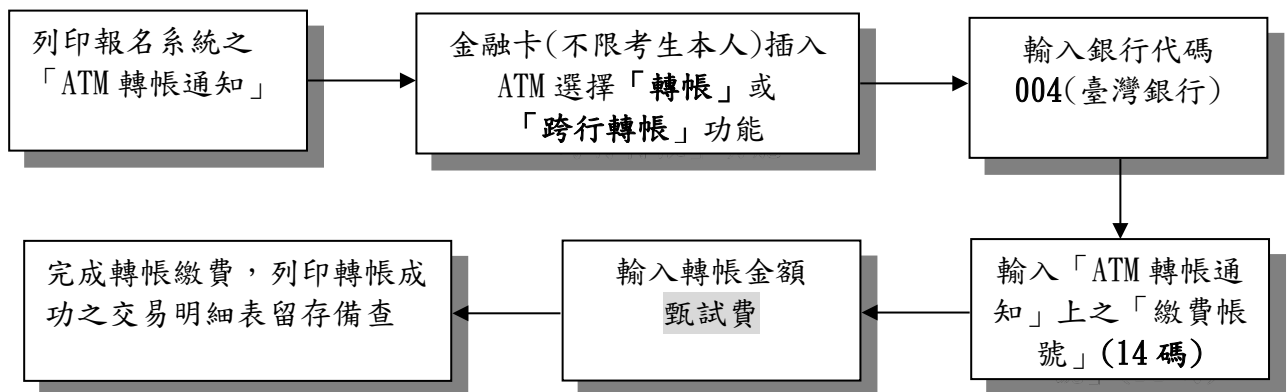 列印報名系統之
「ATM 轉帳通知」
金融卡(不限考生本人)插入
ATM 選擇「轉帳」或
「跨行轉帳」功能
輸入銀行代碼
004(臺灣銀行)
輸入「ATM 轉帳通
知」上之「繳費帳
號」(14 碼)
輸入轉帳金額
甄試費
完成轉帳繳費，列印轉帳成
功之交易明細表留存備查